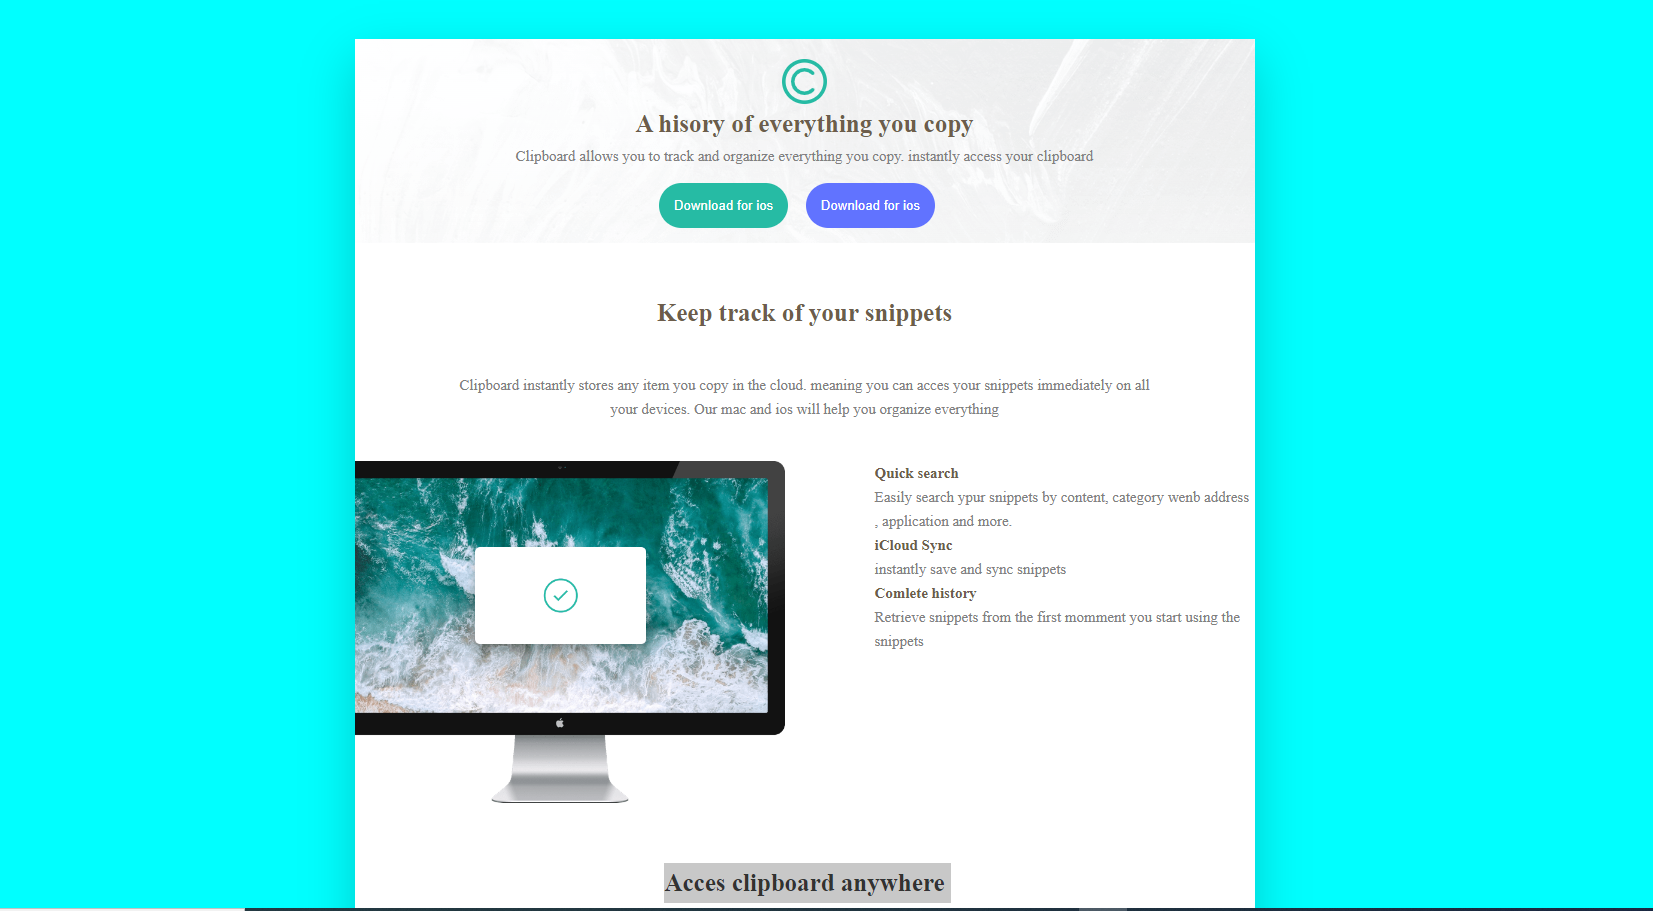 A hisory of everything you copy
Clipboard allows you to track and organize everything you copy. instantly access your clipboard
Download for ios
Download for ios
Keep track of your snippets
Clipboard instantly stores any item you copy in the cloud. meaning you can acces your snippets immediately on all
your devices. Our mac and ios will help you organize everything
Quick search
Easily search ypur snippets by content, category wenb address
, application and more.
iCloud Sync
instantly save and sync snippets
Comlete history
Retrieve snippets from the first momment you start using the
snippets
Acces clipboard anywhere